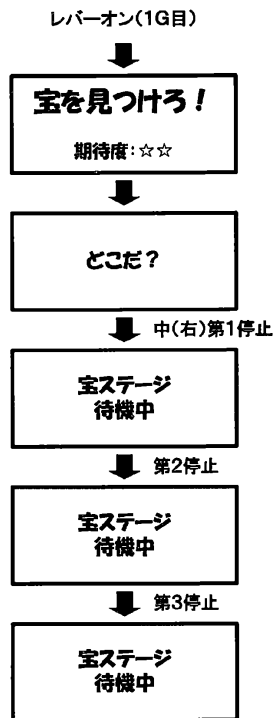 レバーオン(1G目)
宝を見つけろ!
期待度:☆☆
どこだ?
中(右)第1停止
宝ステージ
待機中
第2停止
宝ステージ
待機中
第3停止
宝ステージ
待機中